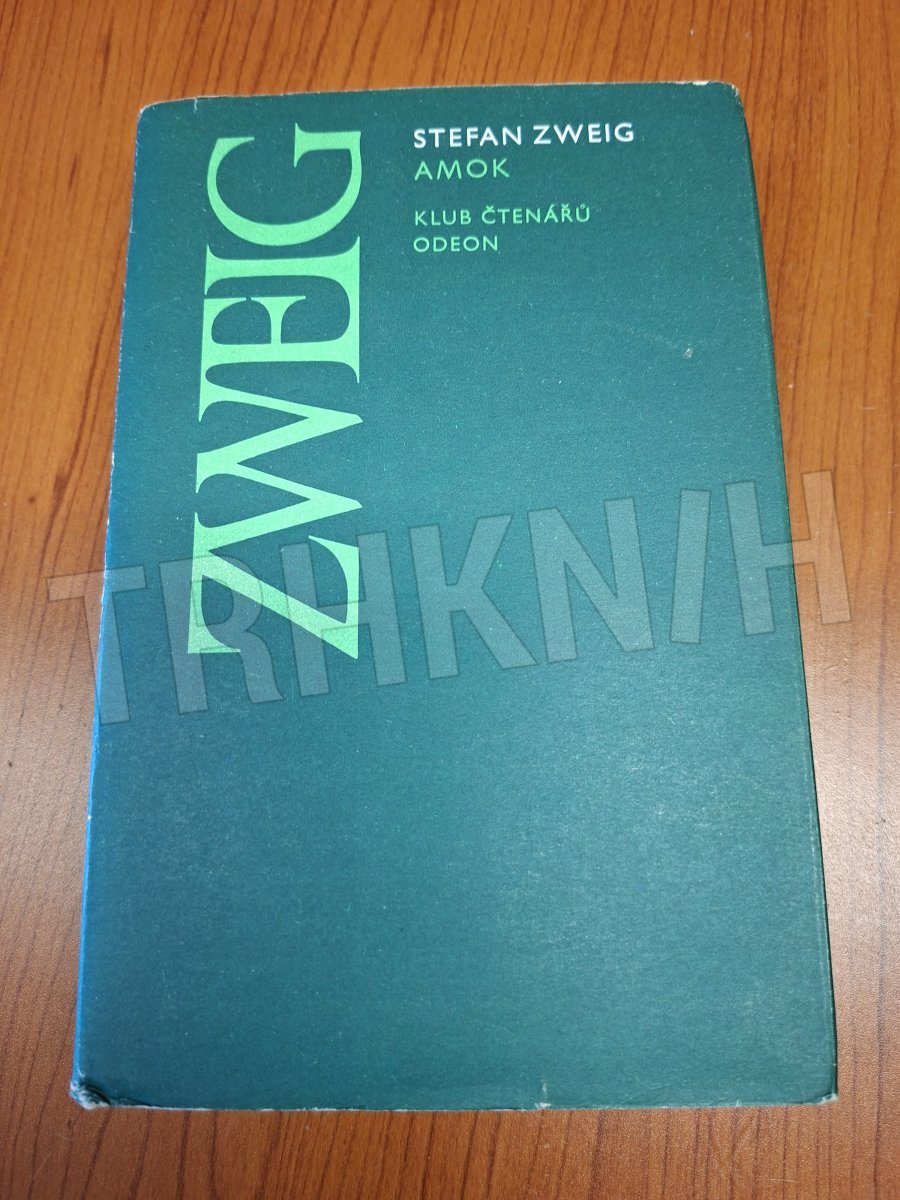 ZWEIG
STEFAN ZWEIG
AMOK
KLUB ČTENÁŘŮ
ODEON
TRHKNIH